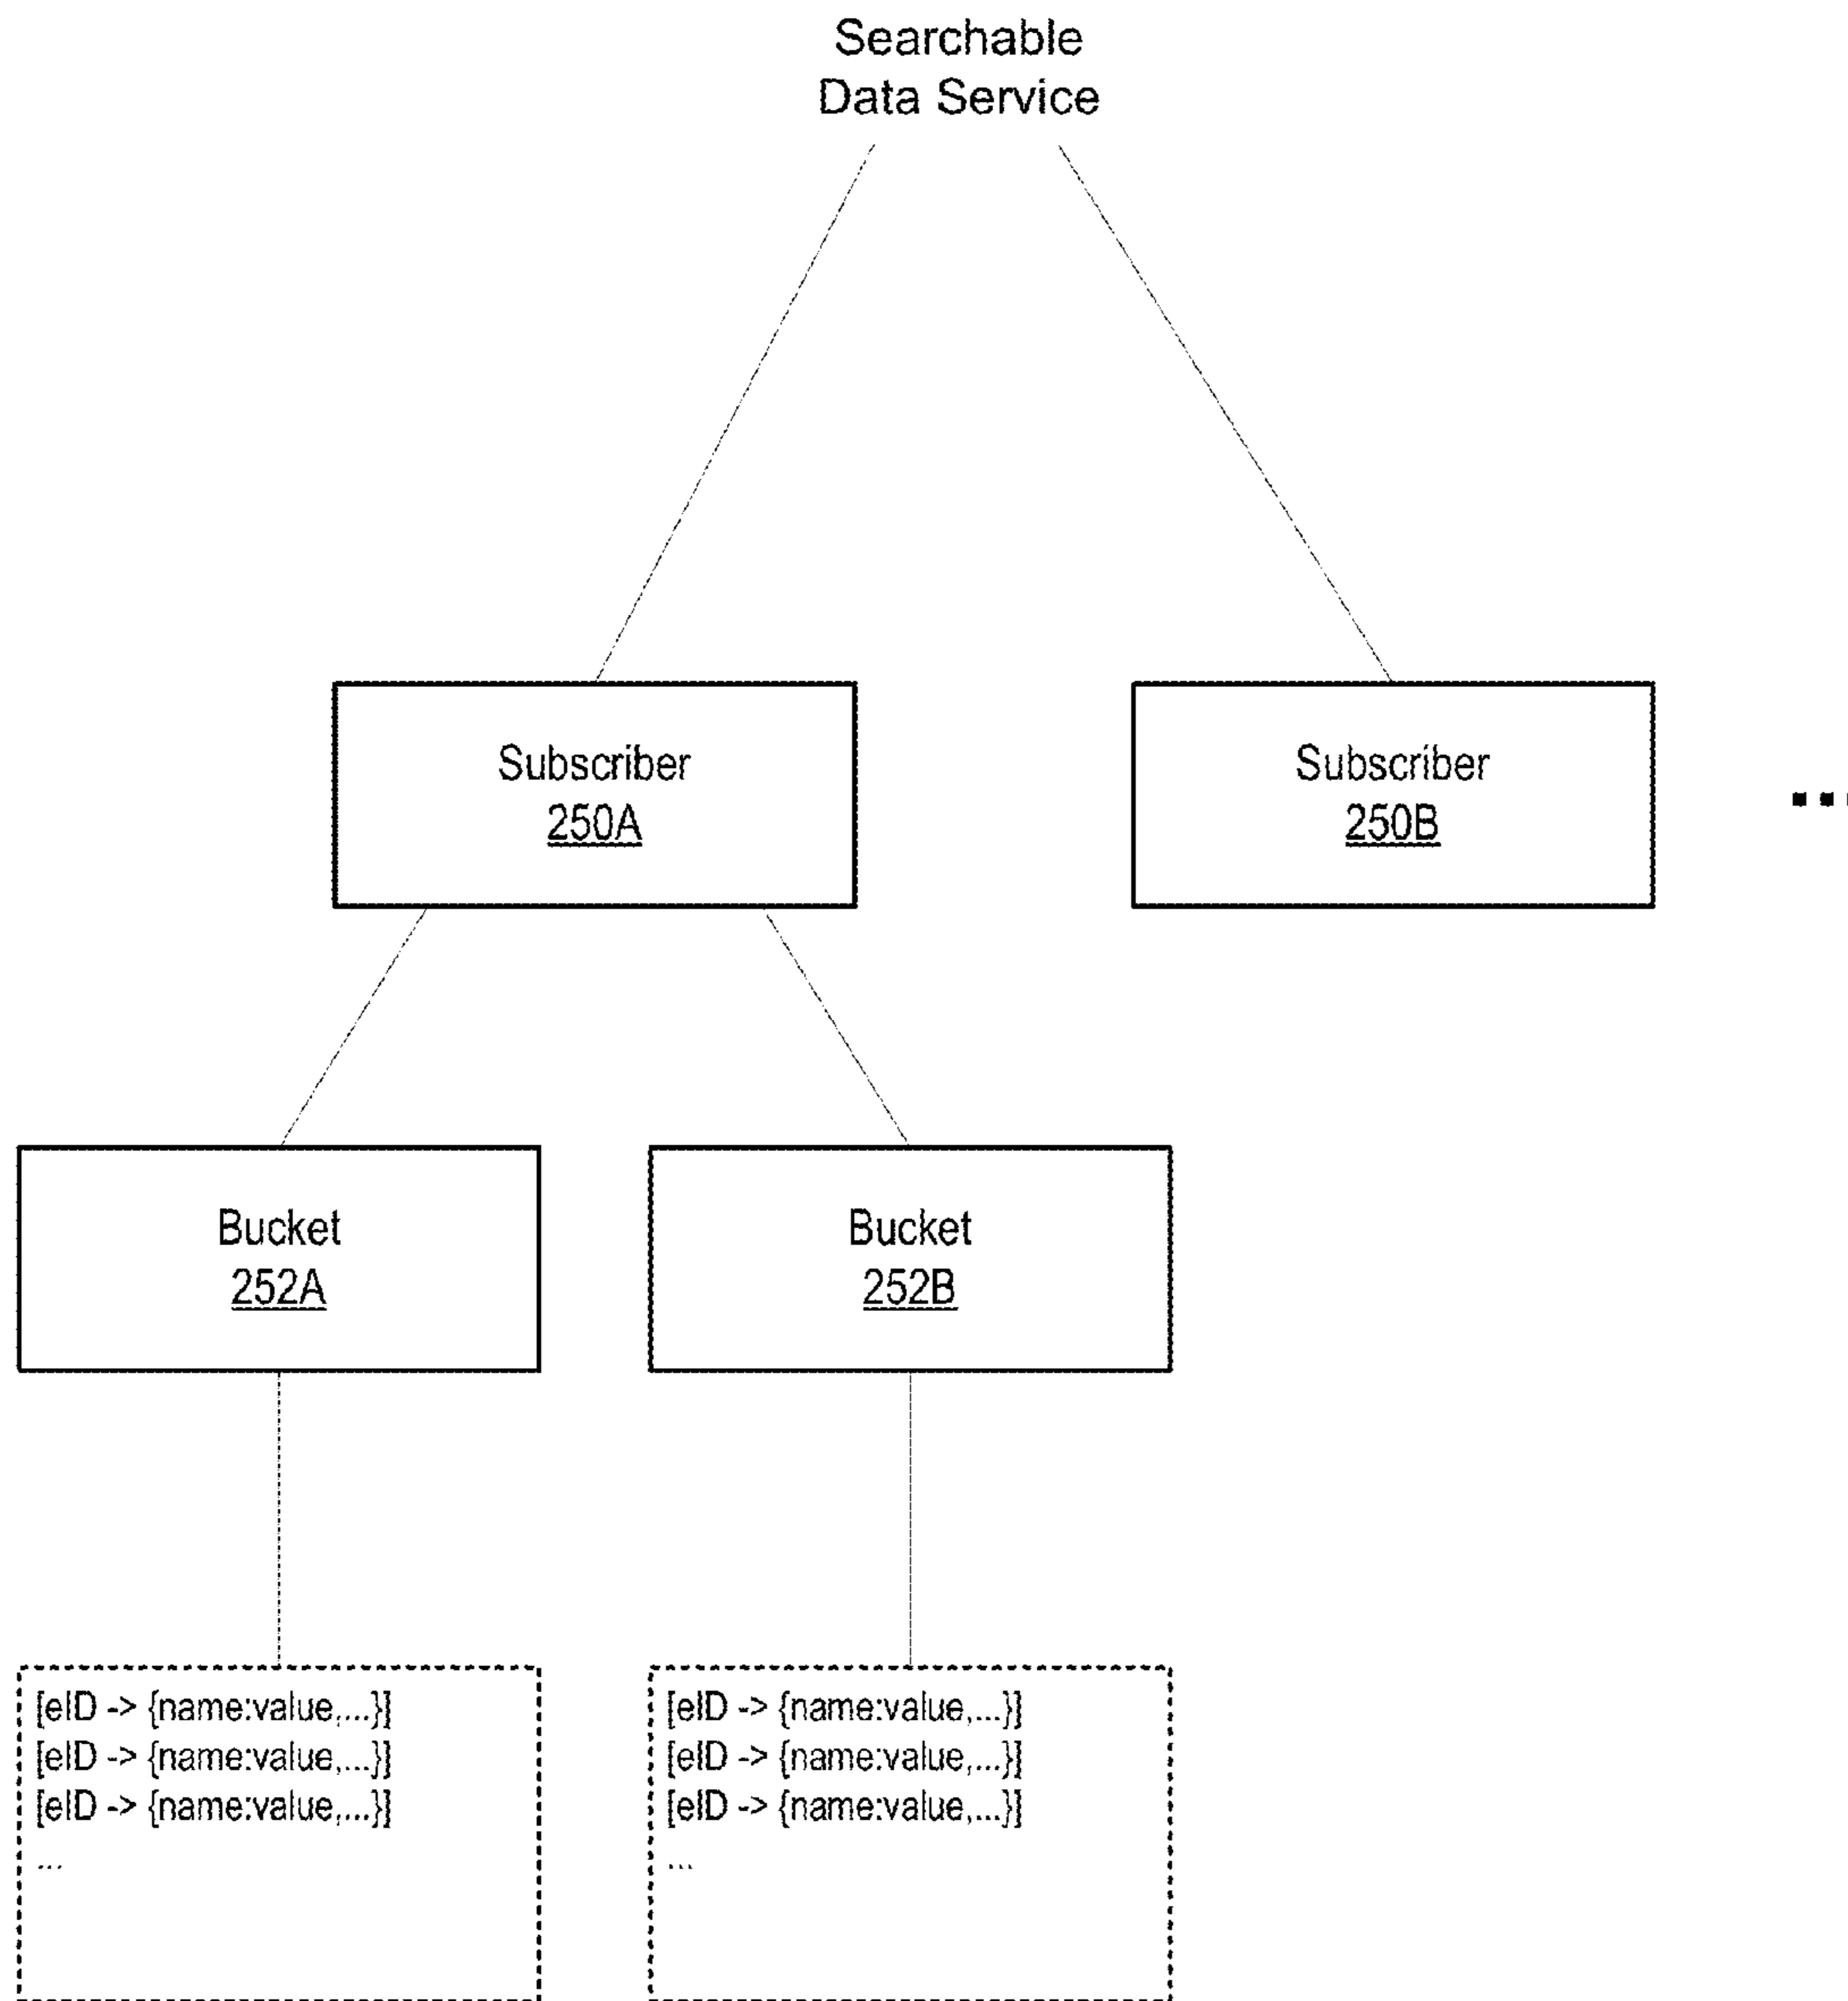 Searchable
Data Service
Subscriber
250A
Subscriber
250B
...
Bucket
252A
Bucket
252B
[eID -> {name:value,...}]
[eID -> {name:value,...}]
[eID -> {name:value,...}]
...
[eID -> {name:value,...}]
[eID -> {name:value,...}]
[eID -> {name:value,...}]
...